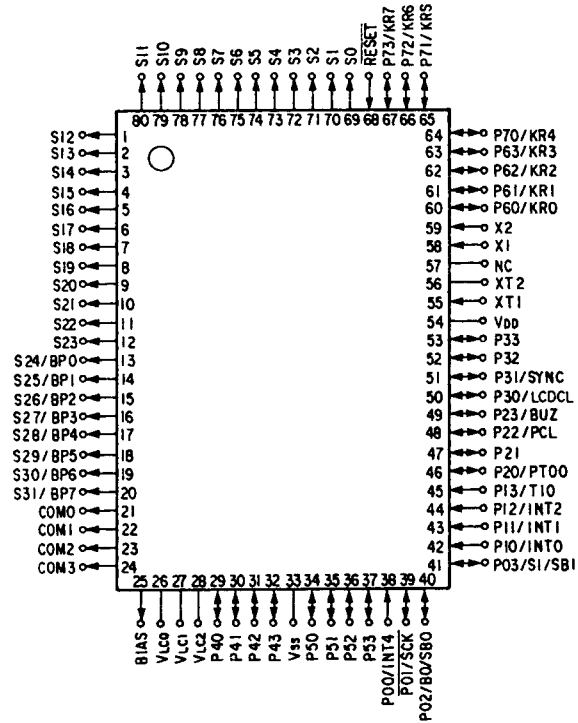 S11 S10 S9 S8 S7 S6 S5 S4 S3 S2 S1 S0 RESET P73/KR7 P72/KR6 P71/KR5
80 79 78 77 76 75 74 73 72 71 70 69 68 67 66 65
S12 1
S13 2
S14 3
S15 4
S16 5
S17 6
S18 7
S19 8
S20 9
S21 10
S22 11
S23 12
S24/BP0 13
S25/BP1 14
S26/BP2 15
S27/BP3 16
S28/BP4 17
S29/BP5 18
S30/BP6 19
S31/BP7 20
COM0 21
COM1 22
COM2 23
COM3 24
64 P70/KR4
63 P63/KR3
62 P62/KR2
61 P61/KR1
60 P60/KR0
59 X2
58 X1
57 NC
56 XT2
55 XT1
54 VDD
53 P33
52 P32
51 P31/SYNC
50 P30/LCDCL
49 P23/BUZ
48 P22/PCL
47 P21
46 P20/PTO0
45 P13/TI0
44 P12/INT2
43 P11/INT1
42 P10/INT0
41 P03/SI/SB1
25 26 27 28 29 30 31 32 33 34 35 36 37 38 39 40
BIAS VLC0 VLC1 VLC2 P40 P41 P42 P43 VSS P50 P51 P52 P53 P00/INT4 P01/SCK P02/B0/SB0